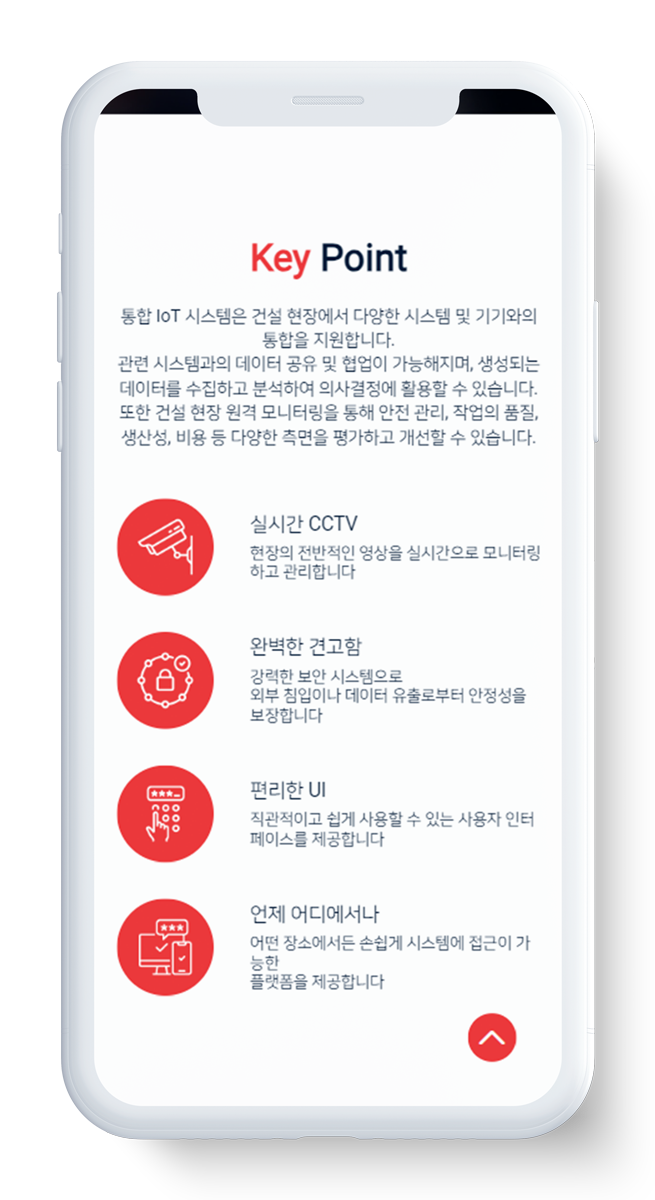 Key Point
통합 IoT 시스템은 건설 현장에서 다양한 시스템 및 기기와의
통합을 지원합니다.
관련 시스템과의 데이터 공유 및 협업이 가능해지며, 생성되는
데이터를 수집하고 분석하여 의사결정에 활용할 수 있습니다.
또한 건설 현장 원격 모니터링을 통해 안전 관리, 작업의 품질,
생산성, 비용 등 다양한 측면을 평가하고 개선할 수 있습니다.
실시간 CCTV
현장의 전반적인 영상을 실시간으로 모니터링
하고 관리합니다
완벽한 견고함
강력한 보안 시스템으로
외부 침입이나 데이터 유출로부터 안정성을
보장합니다
편리한 UI
직관적이고 쉽게 사용할 수 있는 사용자 인터
페이스를 제공합니다
언제 어디에서나
어떤 장소에서든 손쉽게 시스템에 접근이 가
능한
플랫폼을 제공합니다